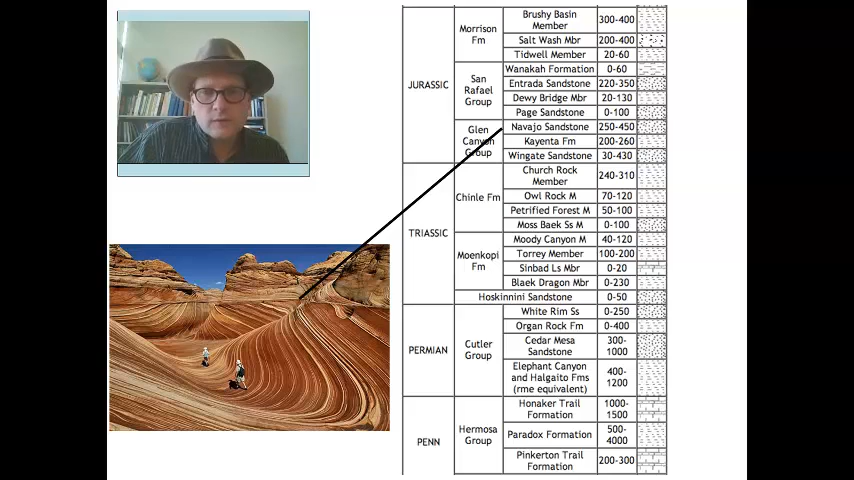 JURASSIC
Morrison
Fm
Brushy Basin
Member
300-400
Salt Wash Mbr
200-400
Tidwell Member
20-60
San
Rafael
Group
Wanakah Formation
0-60
Entrada Sandstone
220-350
Dewy Bridge Mbr
20-130
Page Sandstone
0-100
Glen
Canyon
Group
Navajo Sandstone
250-450
Kayenta Fm
200-260
Wingate Sandstone
30-430
TRIASSIC
Chinle Fm
Church Rock
Member
240-310
Owl Rock M
70-120
Petrified Forest M
50-100
Moss Baek Ss M
0-100
Moenkopi
Fm
Moody Canyon M
40-120
Torrey Member
100-200
Sinbad Ls Mbr
0-20
Blaek Dragon Mbr
0-230
Hoskinnini Sandstone
0-50
PERMIAN
Cutler
Group
White Rim Ss
0-250
Organ Rock Fm
0-400
Cedar Mesa
Sandstone
300-
1000
Elephant Canyon
and Halgaito Fms
(rme equivalent)
400-
1200
PENN
Hermosa
Group
Honaker Trail
Formation
1000-
1500
Paradox Formation
500-
4000
Pinkerton Trail
Formation
200-300